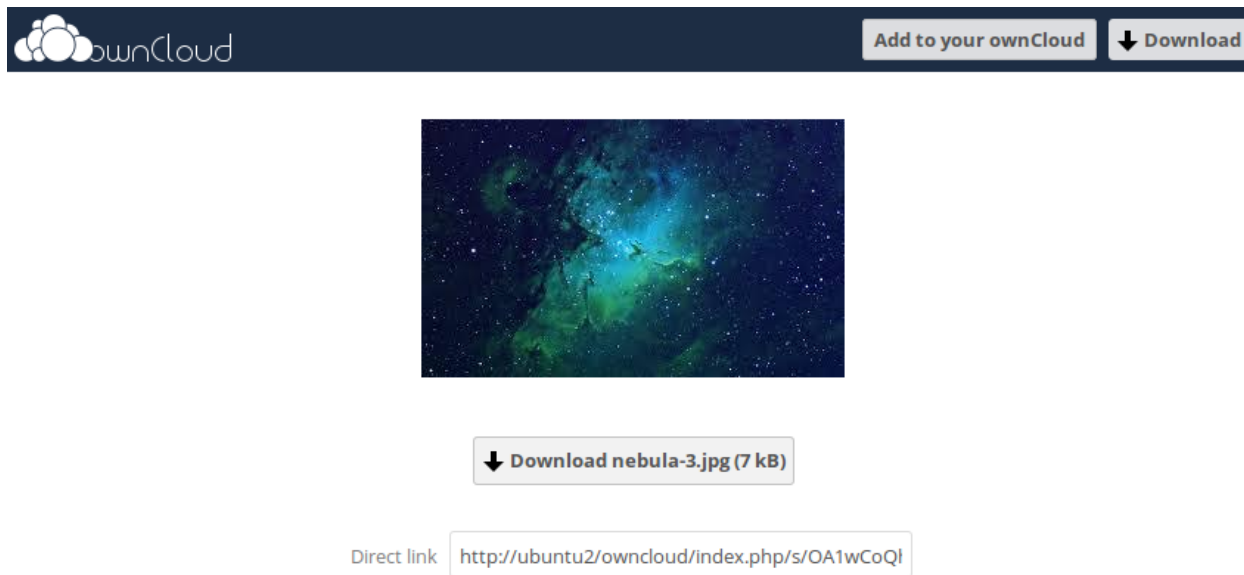 ownCloud
Add to your ownCloud
Download
Download nebula-3.jpg (7 kB)
Direct link
http://ubuntu2/owncloud/index.php/s/